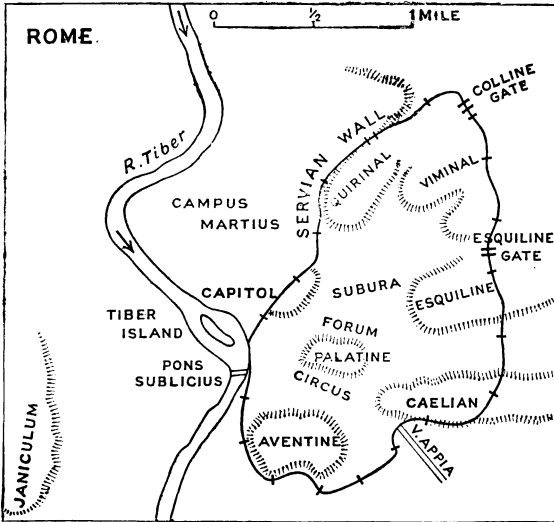 ROME.
0 ½ 1 MILE
COLLINE
GATE
R. Tiber
SERVIAN WALL
QUIRINAL
VIMINAL
CAMPUS
MARTIUS
ESQUILINE
GATE
CAPITOL
SUBURA
ESQUILINE
TIBER
ISLAND
FORUM
PALATINE
PONS
SUBLICIUS
CIRCUS
CAELIAN
JANICULUM
AVENTINE
V. APPIA